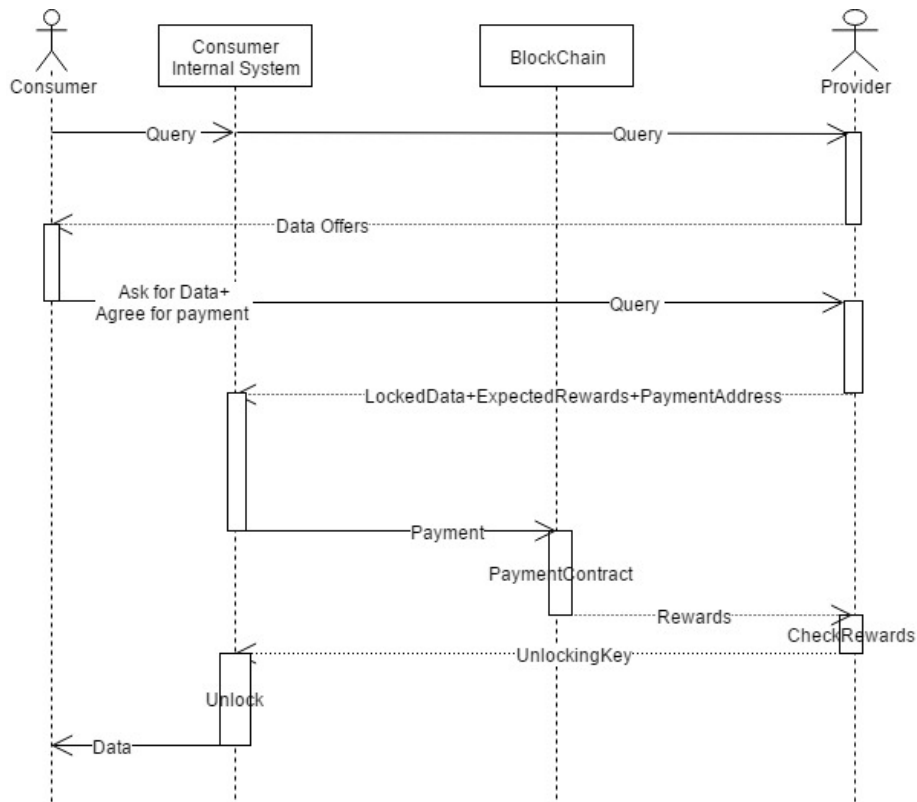 Consumer
Internal System
BlockChain
Consumer
Provider
Query
Query
Data Offers
Ask for Data+
Agree for payment
Query
LockedData+ExpectedRewards+PaymentAddress
Payment
PaymentContract
Rewards
CheckRewards
UnlockingKey
Unlock
Data